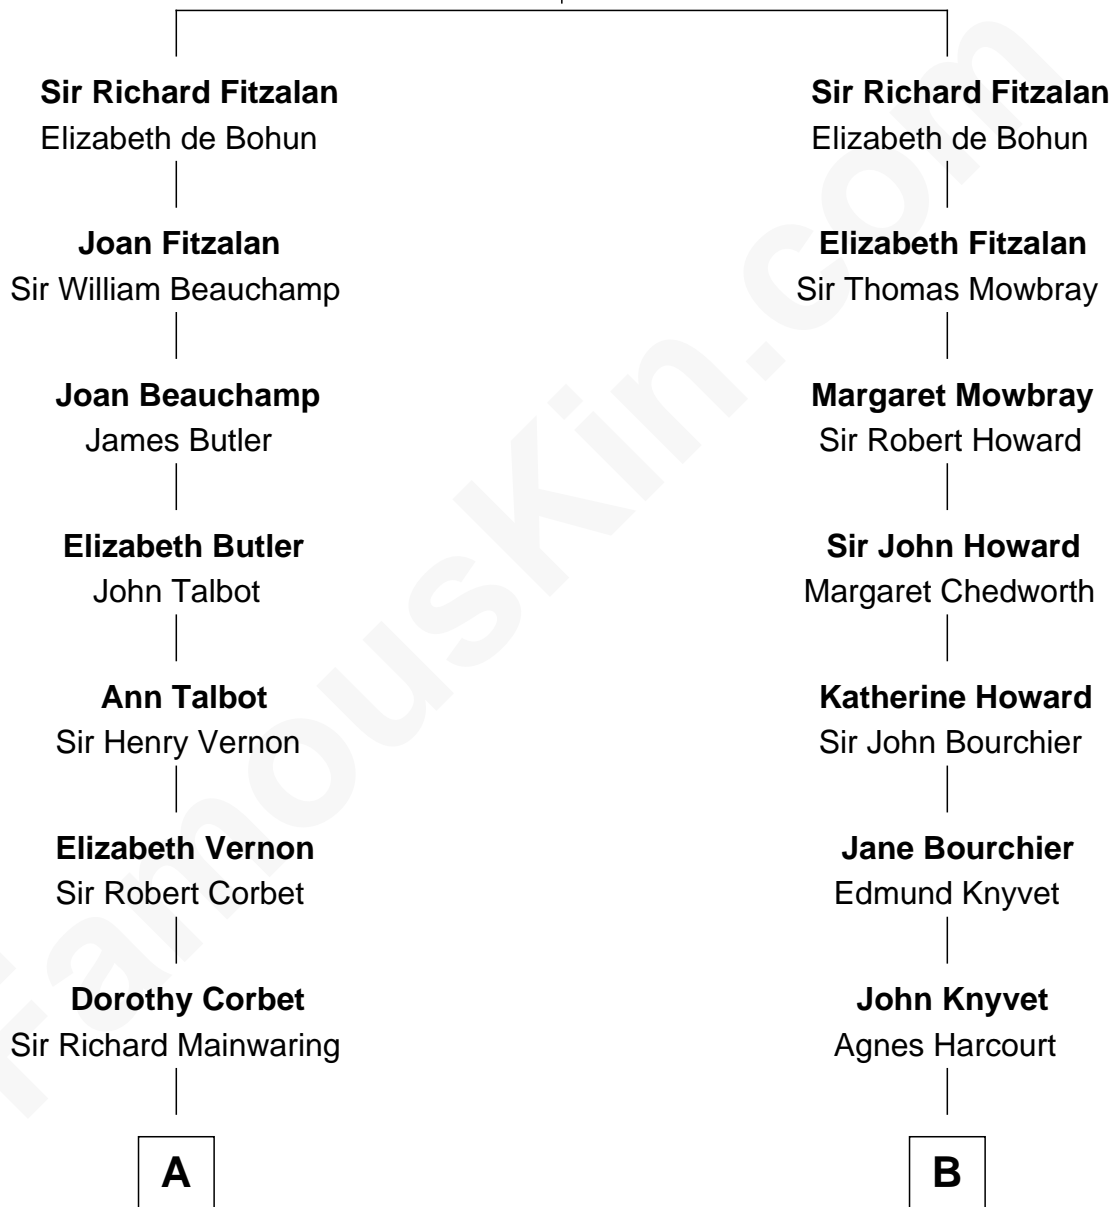 Sir Richard Fitzalan
Elizabeth de Bohun
Joan Fitzalan
Sir William Beauchamp
Joan Beauchamp
James Butler
Elizabeth Butler
John Talbot
Ann Talbot
Sir Henry Vernon
Elizabeth Vernon
Sir Robert Corbet
Dorothy Corbet
Sir Richard Mainwaring
A
Sir Richard Fitzalan
Elizabeth de Bohun
Elizabeth Fitzalan
Sir Thomas Mowbray
Margaret Mowbray
Sir Robert Howard
Sir John Howard
Margaret Chedworth
Katherine Howard
Sir John Bourchier
Jane Bourchier
Edmund Knyvet
John Knyvet
Agnes Harcourt
B
FamousKin.com